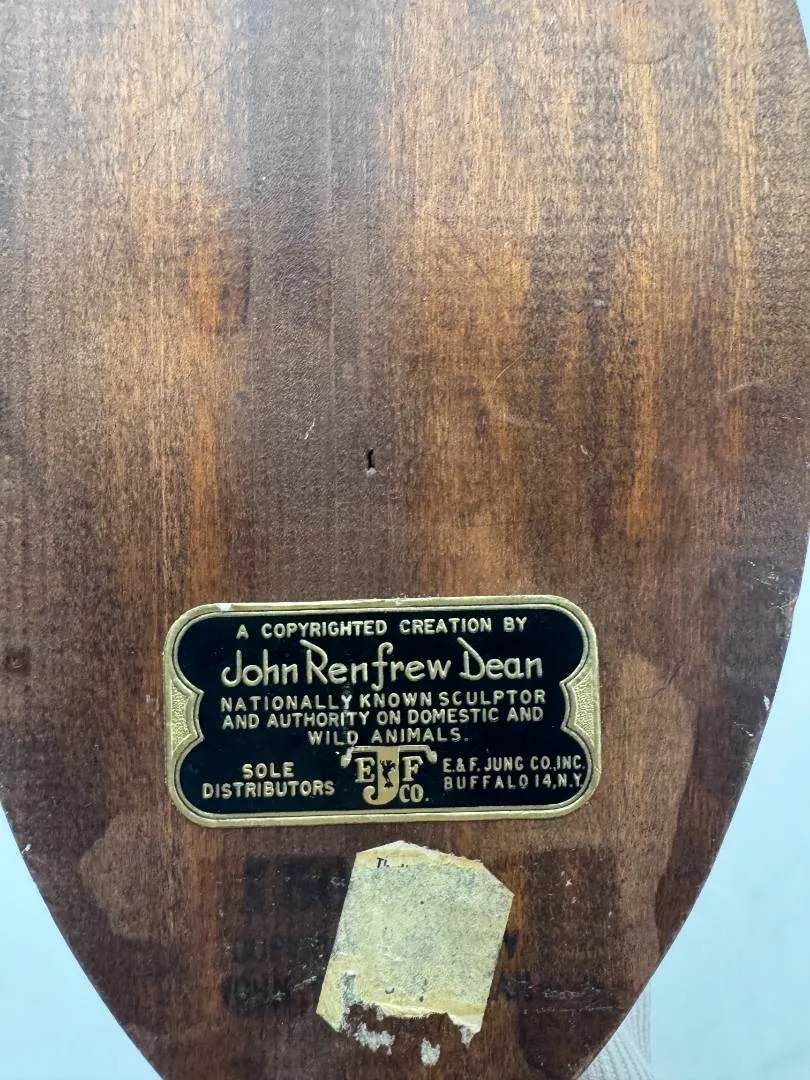 A COPYRIGHTED CREATION BY
John Renfrew Dean
NATIONALLY KNOWN SCULPTOR
AND AUTHORITY ON DOMESTIC AND
WILD ANIMALS.
SOLE
DISTRIBUTORS
E J F
CO.
E. & F. JUNG CO., INC.
BUFFALO 14, N.Y.
JOHN